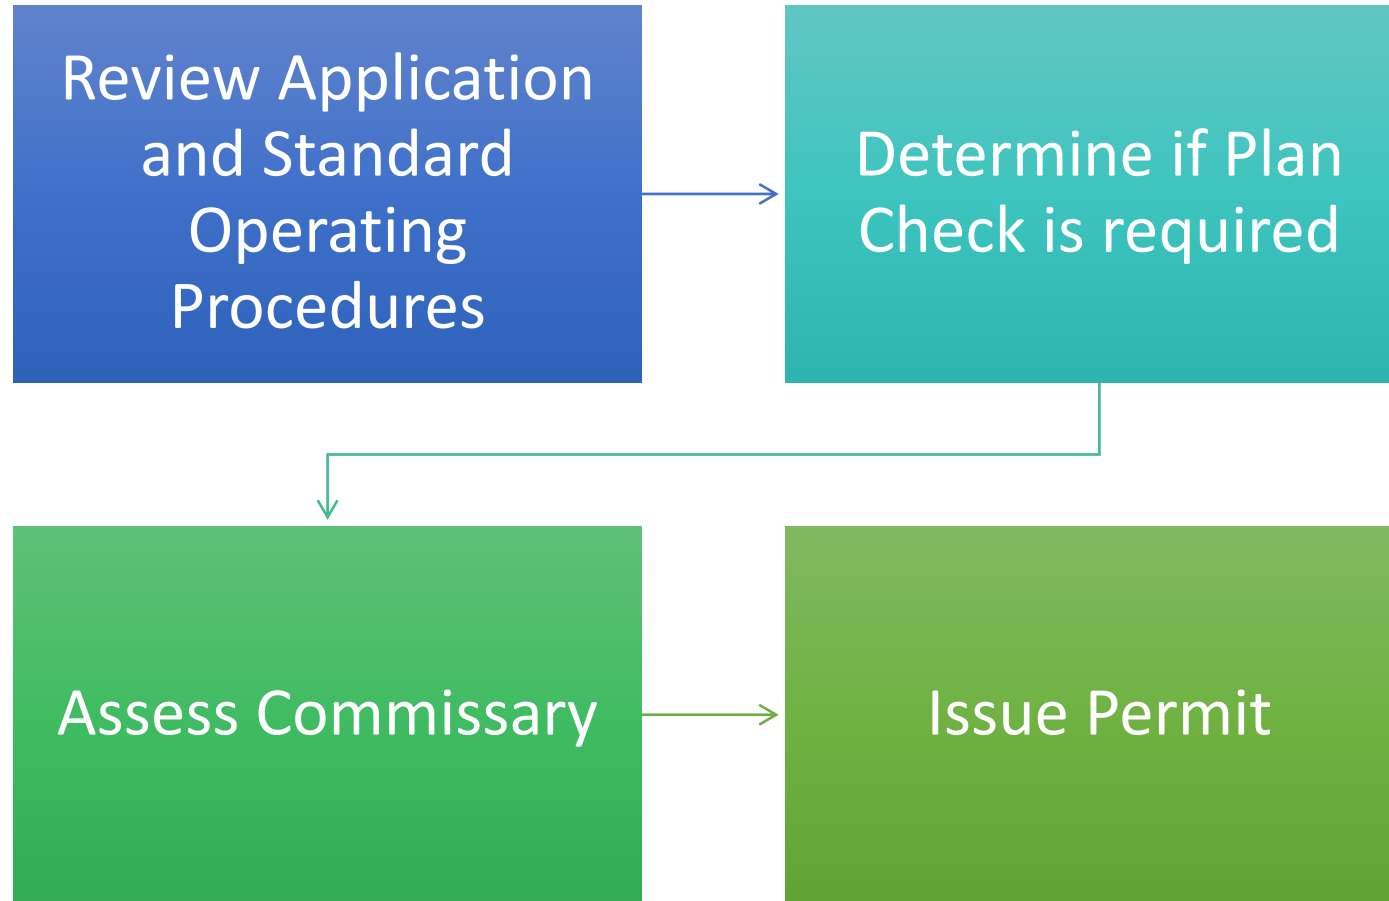 Review Application
and Standard
Operating
Procedures
Determine if Plan
Check is required
Assess Commissary
Issue Permit